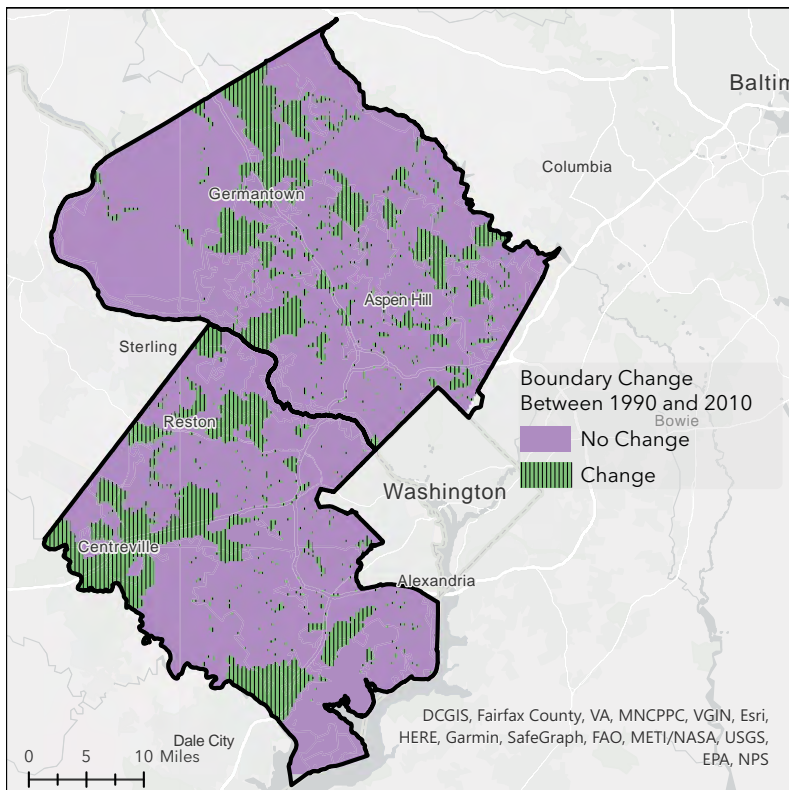 Baltim
Columbia
Germantown
Aspen Hill
Sterling
Boundary Change
Between 1990 and 2010
Bowie
No Change
Change
Reston
Washington
Centreville
Alexandria
DCGIS, Fairfax County, VA, MNCPPC, VGIN, Esri,
HERE, Garmin, SafeGraph, FAO, METI/NASA, USGS,
EPA, NPS
Dale City
0 5 10 Miles